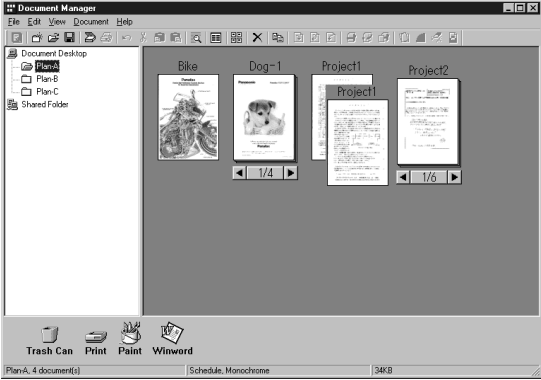 Document Manager
File Edit View Document Help
Document Desktop
Plan-A
Plan-B
Plan-C
Shared Folder
Bike
Dog-1
Project1
Project1
Project2
Panasonic
1/4
1/6
Trash Can Print Paint Winword
Plan-A, 4 document(s) Schedule, Monochrome 34KB